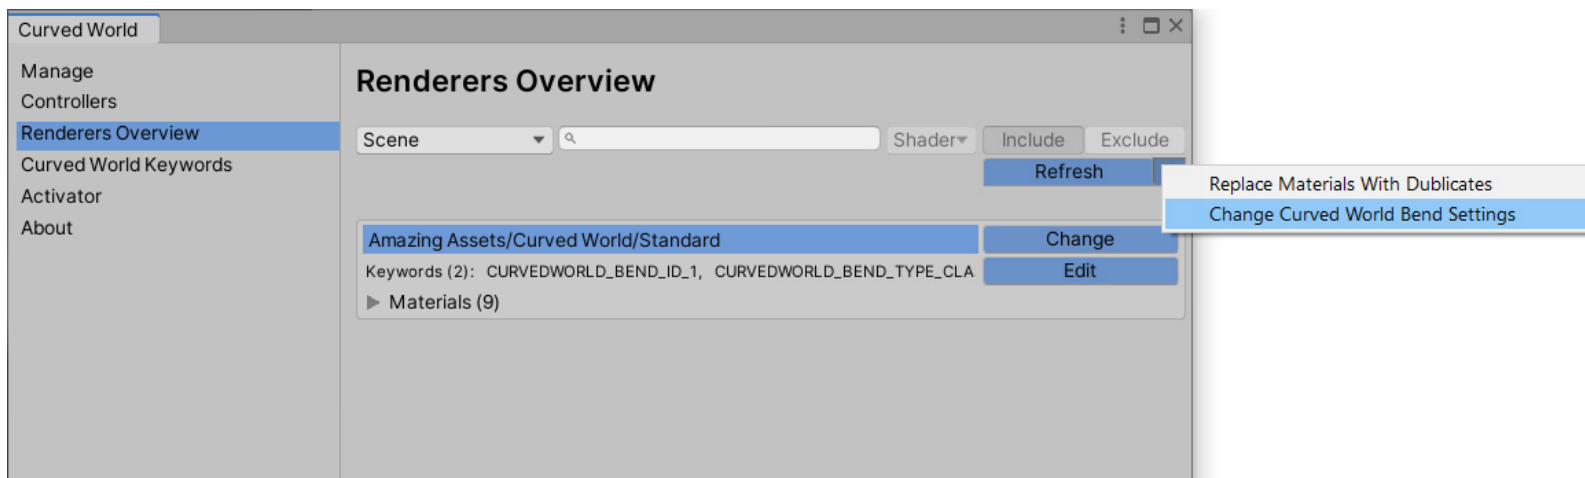 Curved World
Manage
Controllers
Renderers Overview
Curved World Keywords
Activator
About
Renderers Overview
Scene
Shader
Include
Exclude
Refresh
Replace Materials With Dublicates
Change Curved World Bend Settings
Amazing Assets/Curved World/Standard
Change
Keywords (2): CURVEDWORLD_BEND_ID_1, CURVEDWORLD_BEND_TYPE_CLA
Edit
Materials (9)